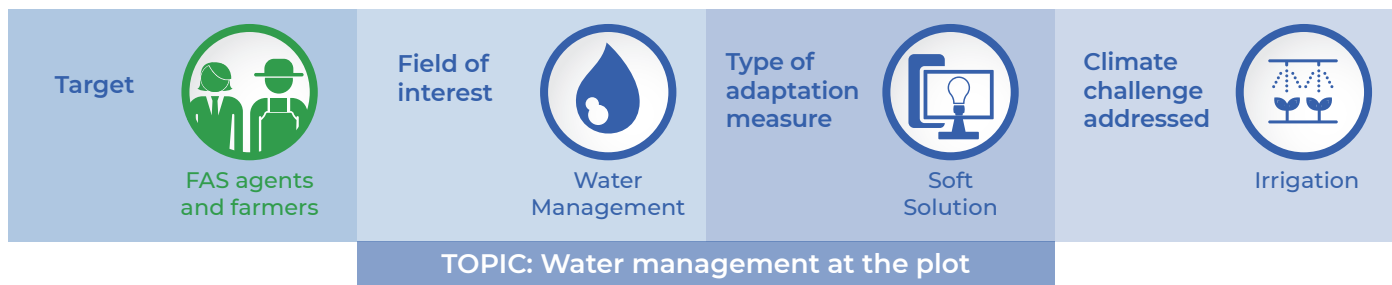 Target
FAS agents
and farmers
Field of
interest
Water
Management
Type of
adaptation
measure
Soft
Solution
Climate
challenge
addressed
Irrigation
TOPIC: Water management at the plot